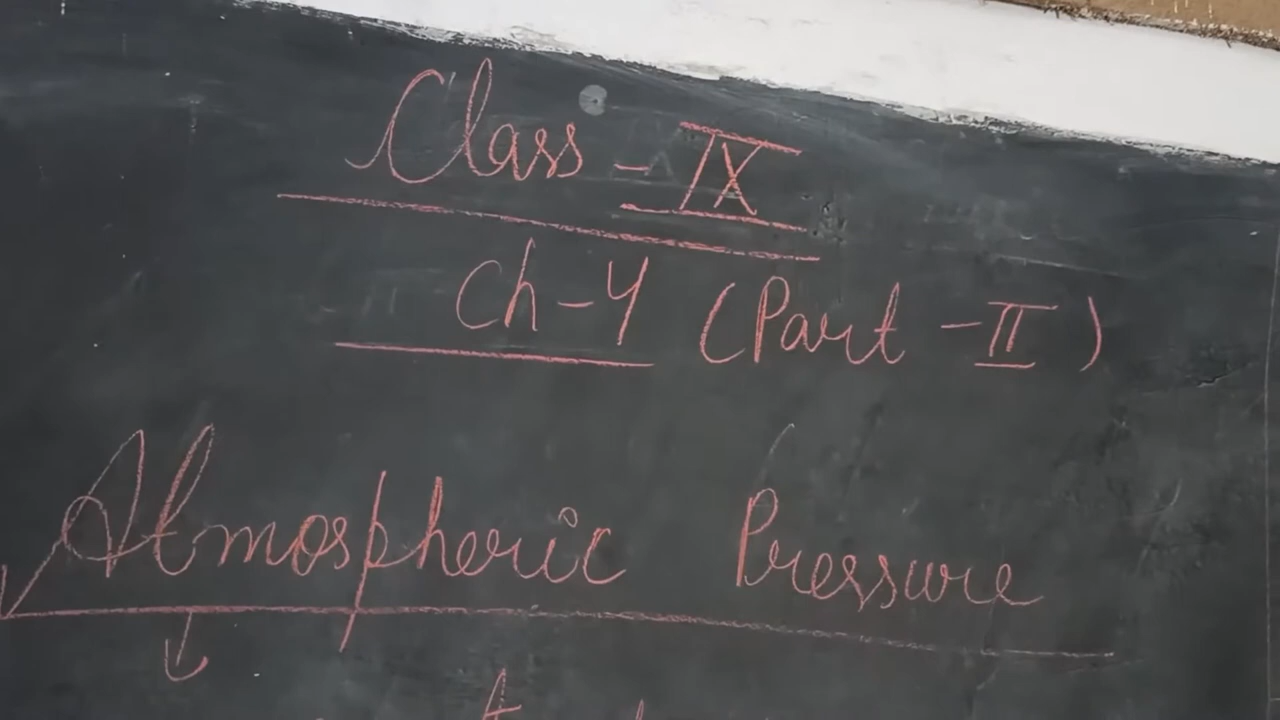 Class - IX
Ch-4 (Part - II)
Atmospheric Pressure